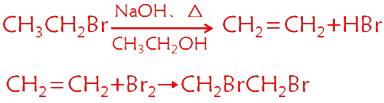 CH₃CH₂Br NaOH、△ CH₃CH₂OH → CH₂=CH₂+HBr
CH₂=CH₂+Br₂→CH₂BrCH₂Br